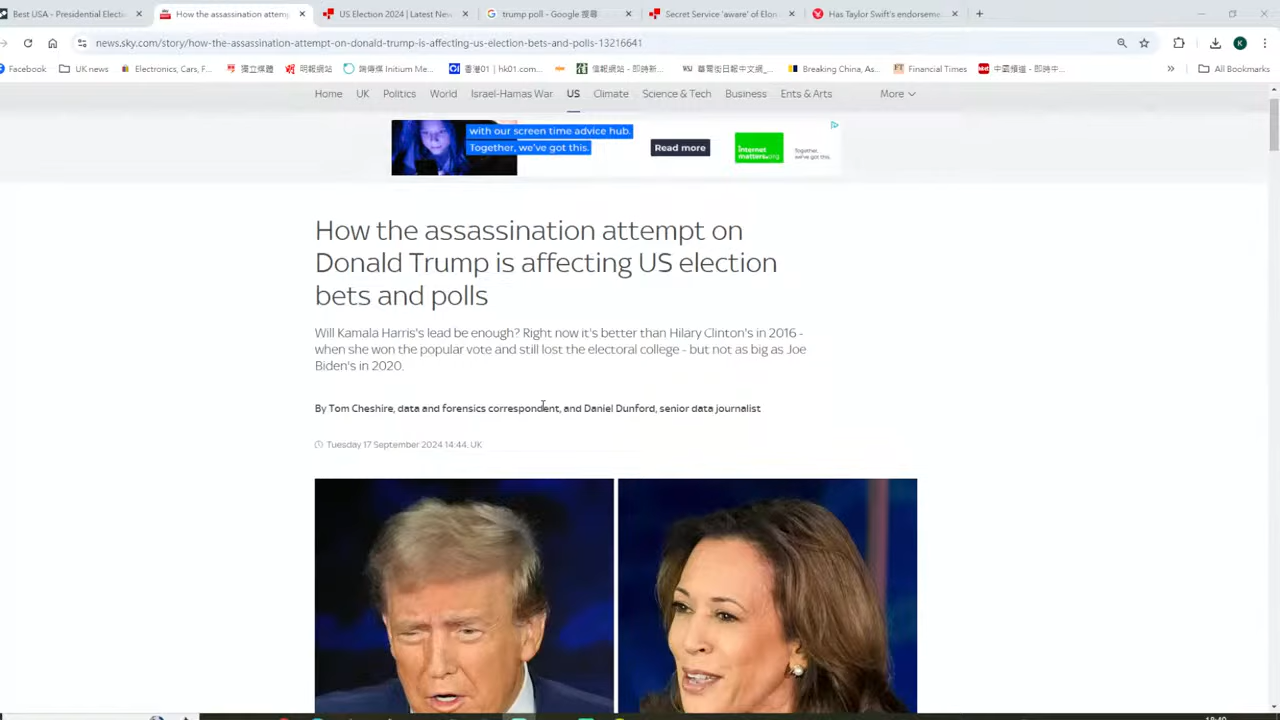 Best USA - Presidential Electi
How the assassination attemp
US Election 2024 | Latest New
trump poll - Google 搜尋
Secret Service 'aware' of Elon
Has Taylor Swift's endorseme
news.sky.com/story/how-the-assassination-attempt-on-donald-trump-is-affecting-us-election-bets-and-polls-13216641
K
Facebook
UK news
Electronics, Cars, F...
獨立媒體
明報網站
端傳媒 Initium Me...
香港01 | hk01.com...
信報網站 - 即時新...
華爾街日報中文網_...
Breaking China, As...
Financial Times
中國頻道 - 即時中...
»
All Bookmarks
Home
UK
Politics
World
Israel-Hamas War
US
Climate
Science & Tech
Business
Ents & Arts
More
with our screen time advice hub.
Together, we've got this.
Read more
internet
matters.org
Together,
we've got this.
How the assassination attempt on
Donald Trump is affecting US election
bets and polls
Will Kamala Harris's lead be enough? Right now it's better than Hilary Clinton's in 2016 -
when she won the popular vote and still lost the electoral college - but not as big as Joe
Biden's in 2020.
By Tom Cheshire, data and forensics correspondent, and Daniel Dunford, senior data journalist
Tuesday 17 September 2024 14:44, UK